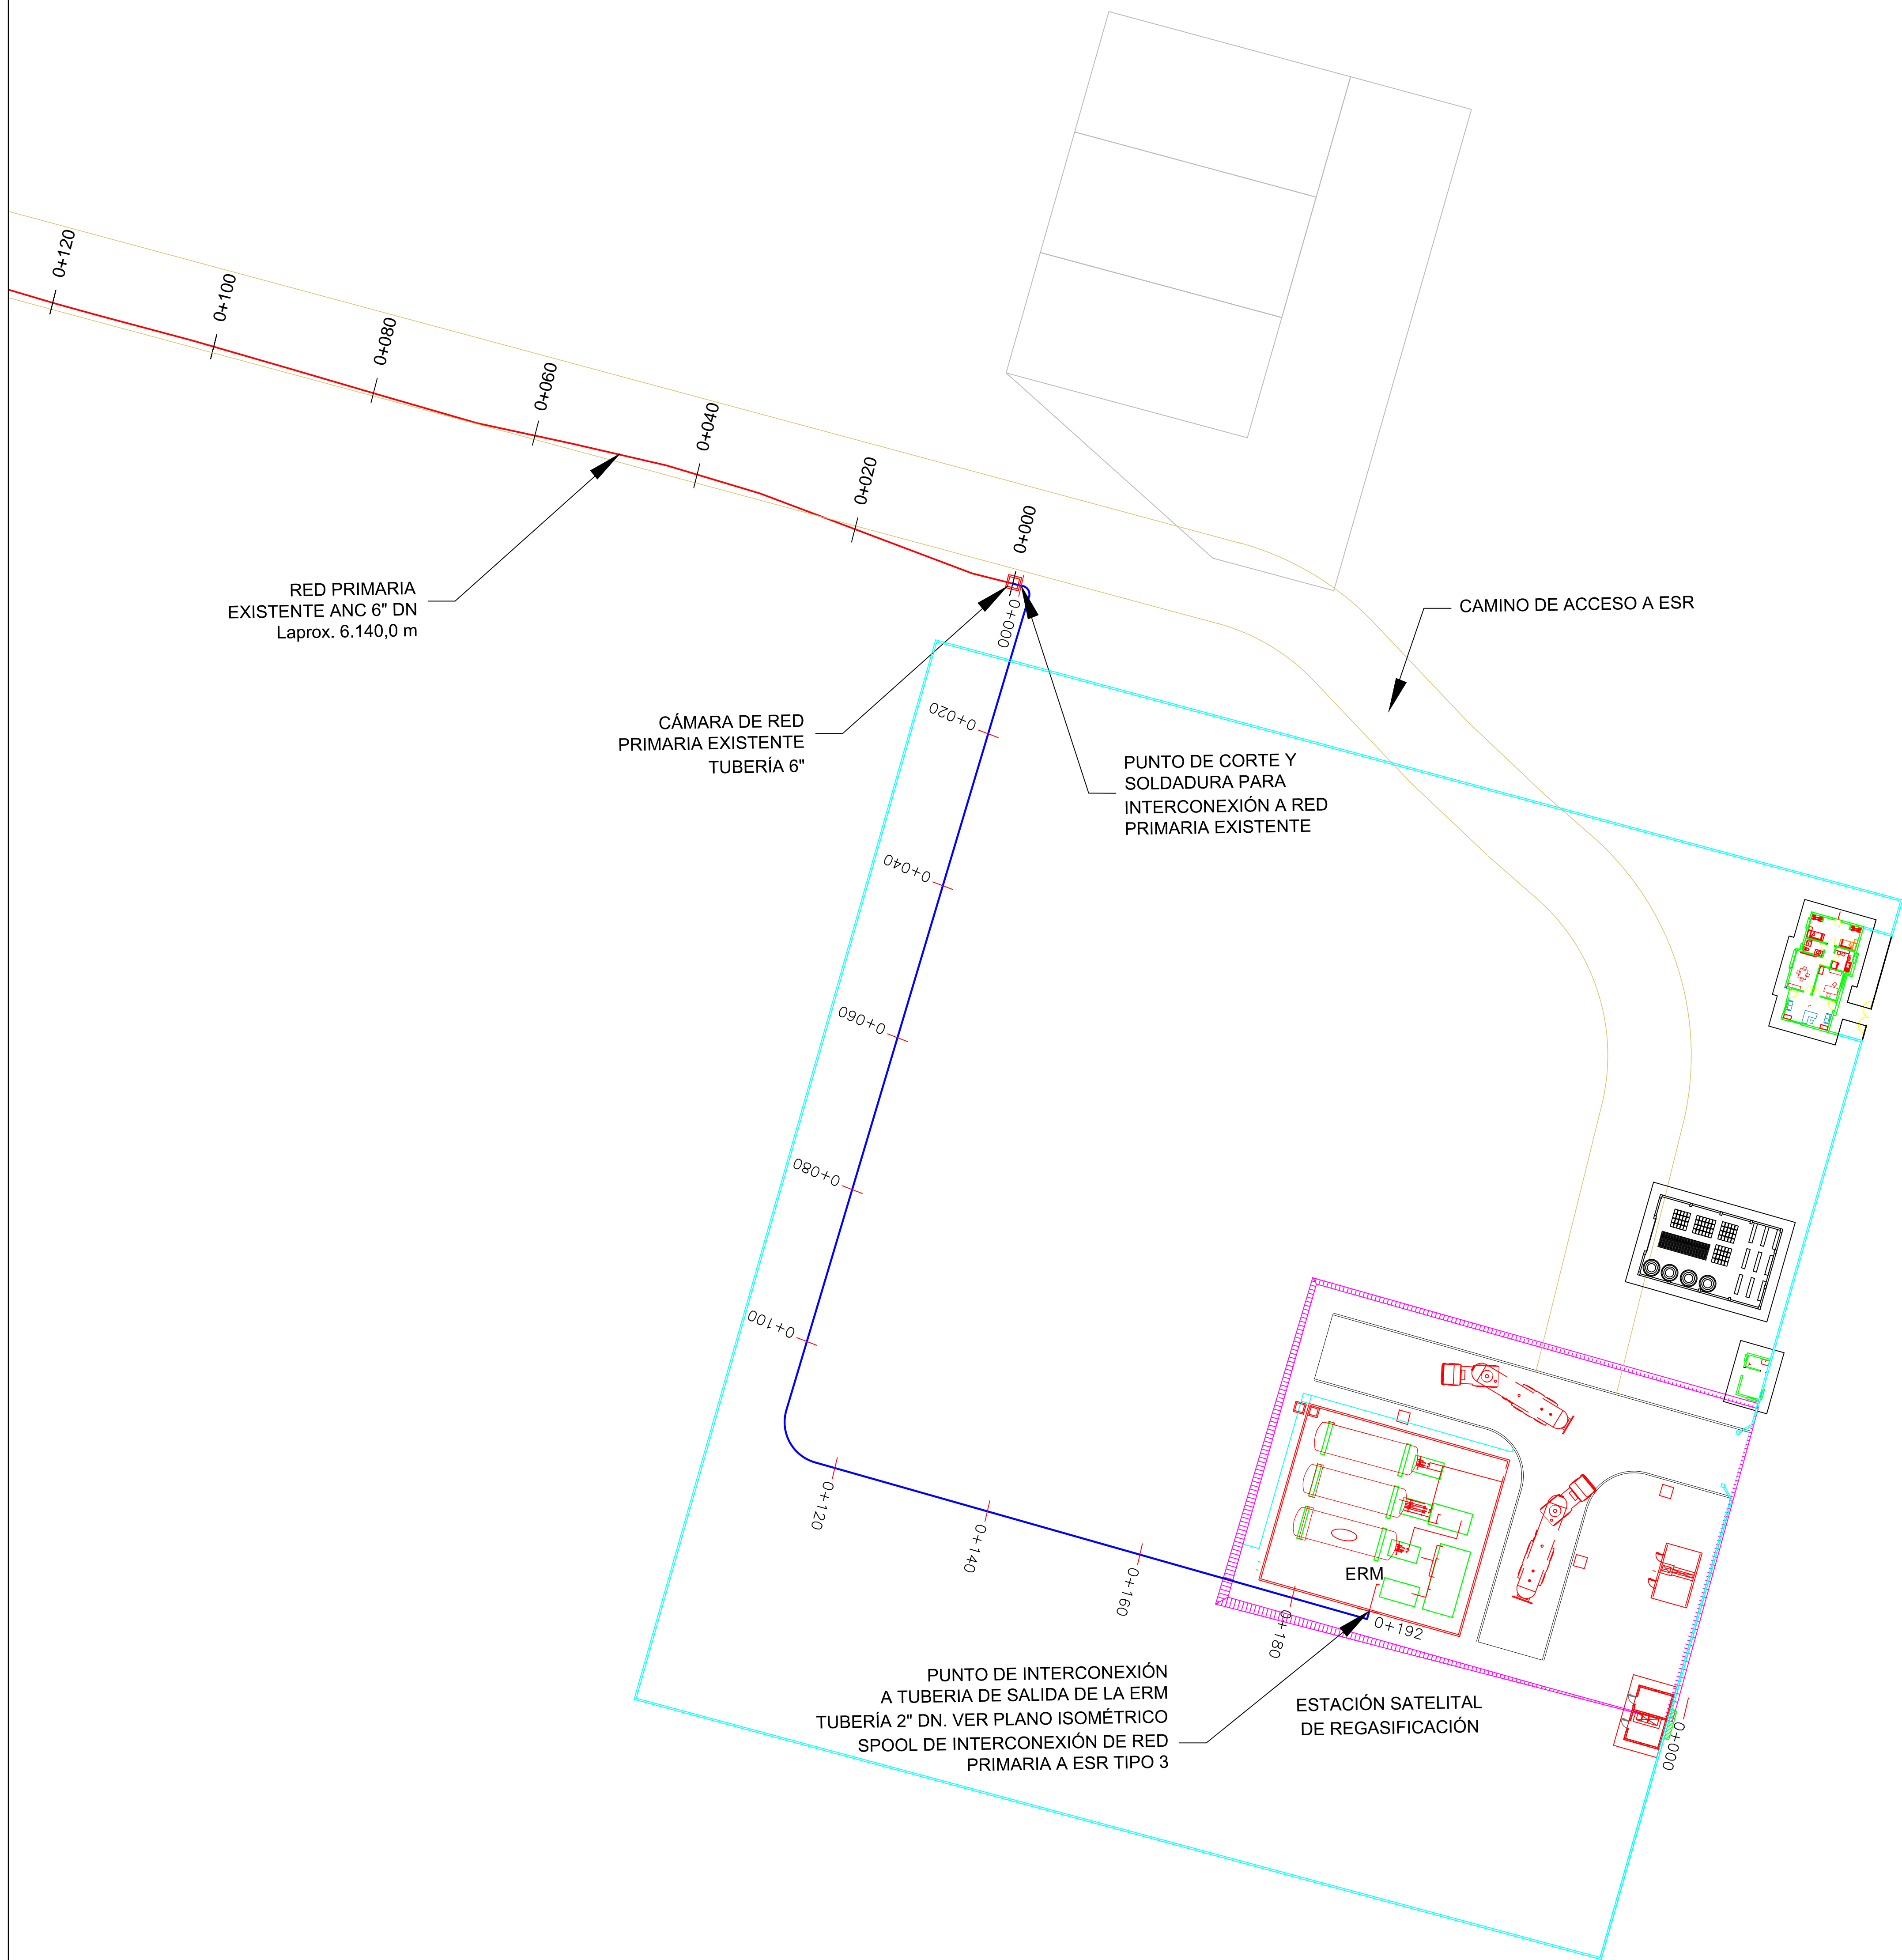 0+120
0+100
0+080
0+060
0+040
0+020
0+000
RED PRIMARIA
EXISTENTE ANC 6" DN
Laprox. 6.140,0 m
CAMINO DE ACCESO A ESR
CÁMARA DE RED
PRIMARIA EXISTENTE
TUBERÍA 6"
PUNTO DE CORTE Y
SOLDADURA PARA
INTERCONEXIÓN A RED
PRIMARIA EXISTENTE
0+000
0+020
0+040
0+060
0+080
0+100
0+120
0+140
0+160
0+180
0+192
ERM
PUNTO DE INTERCONEXIÓN
A TUBERIA DE SALIDA DE LA ERM
TUBERÍA 2" DN. VER PLANO ISOMÉTRICO
SPOOL DE INTERCONEXIÓN DE RED
PRIMARIA A ESR TIPO 3
ESTACIÓN SATELITAL
DE REGASIFICACIÓN
0+000